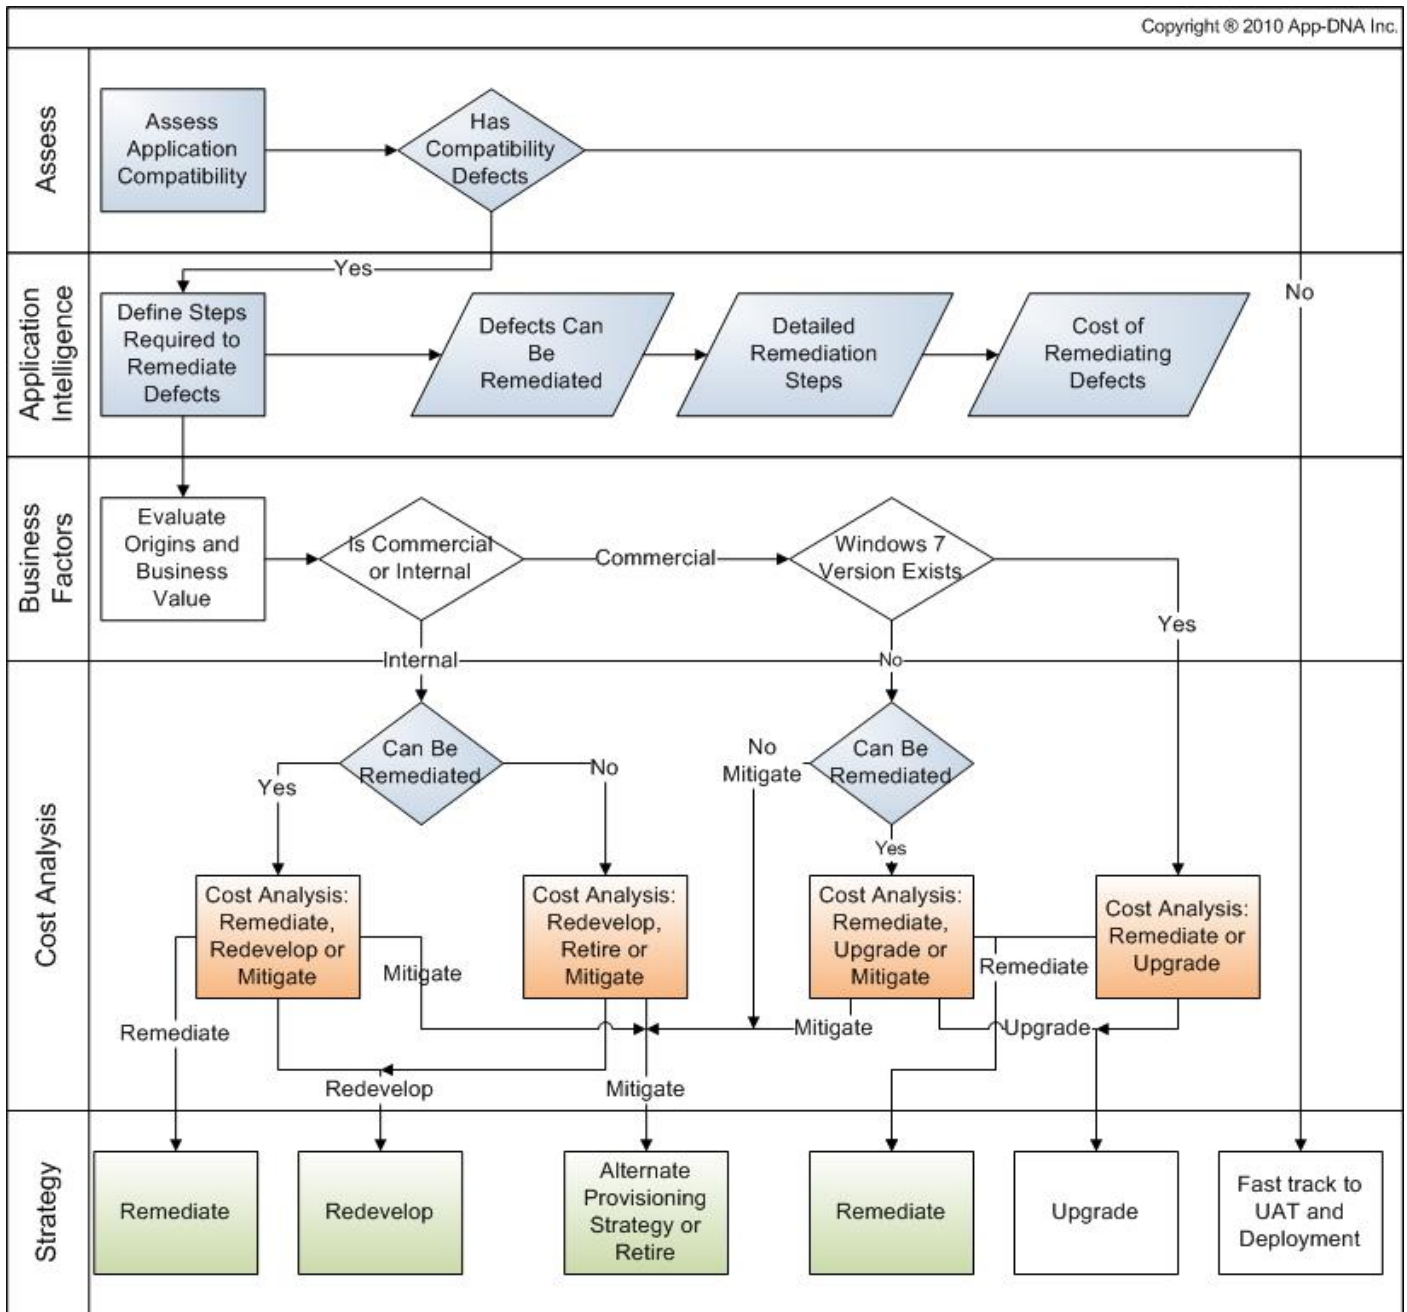 Copyright ® 2010 App-DNA Inc.
Assess
Assess
Application
Compatibility
Has
Compatibility
Defects
Yes
No
Application
Intelligence
Define Steps
Required to
Remediate
Defects
Defects Can
Be
Remediated
Detailed
Remediation
Steps
Cost of
Remediating
Defects
Business
Factors
Evaluate
Origins and
Business
Value
Is Commercial
or Internal
Commercial
Windows 7
Version Exists
Yes
Internal
No
Cost Analysis
Can Be
Remediated
Yes
No
No
Mitigate
Can Be
Remediated
Yes
Cost Analysis:
Remediate,
Redevelop or
Mitigate
Cost Analysis:
Redevelop,
Retire or
Mitigate
Cost Analysis:
Remediate,
Upgrade or
Mitigate
Cost Analysis:
Remediate or
Upgrade
Mitigate
Remediate
Remediate
Mitigate
Upgrade
Redevelop
Mitigate
Strategy
Remediate
Redevelop
Alternate
Provisioning
Strategy or
Retire
Remediate
Upgrade
Fast track to
UAT and
Deployment